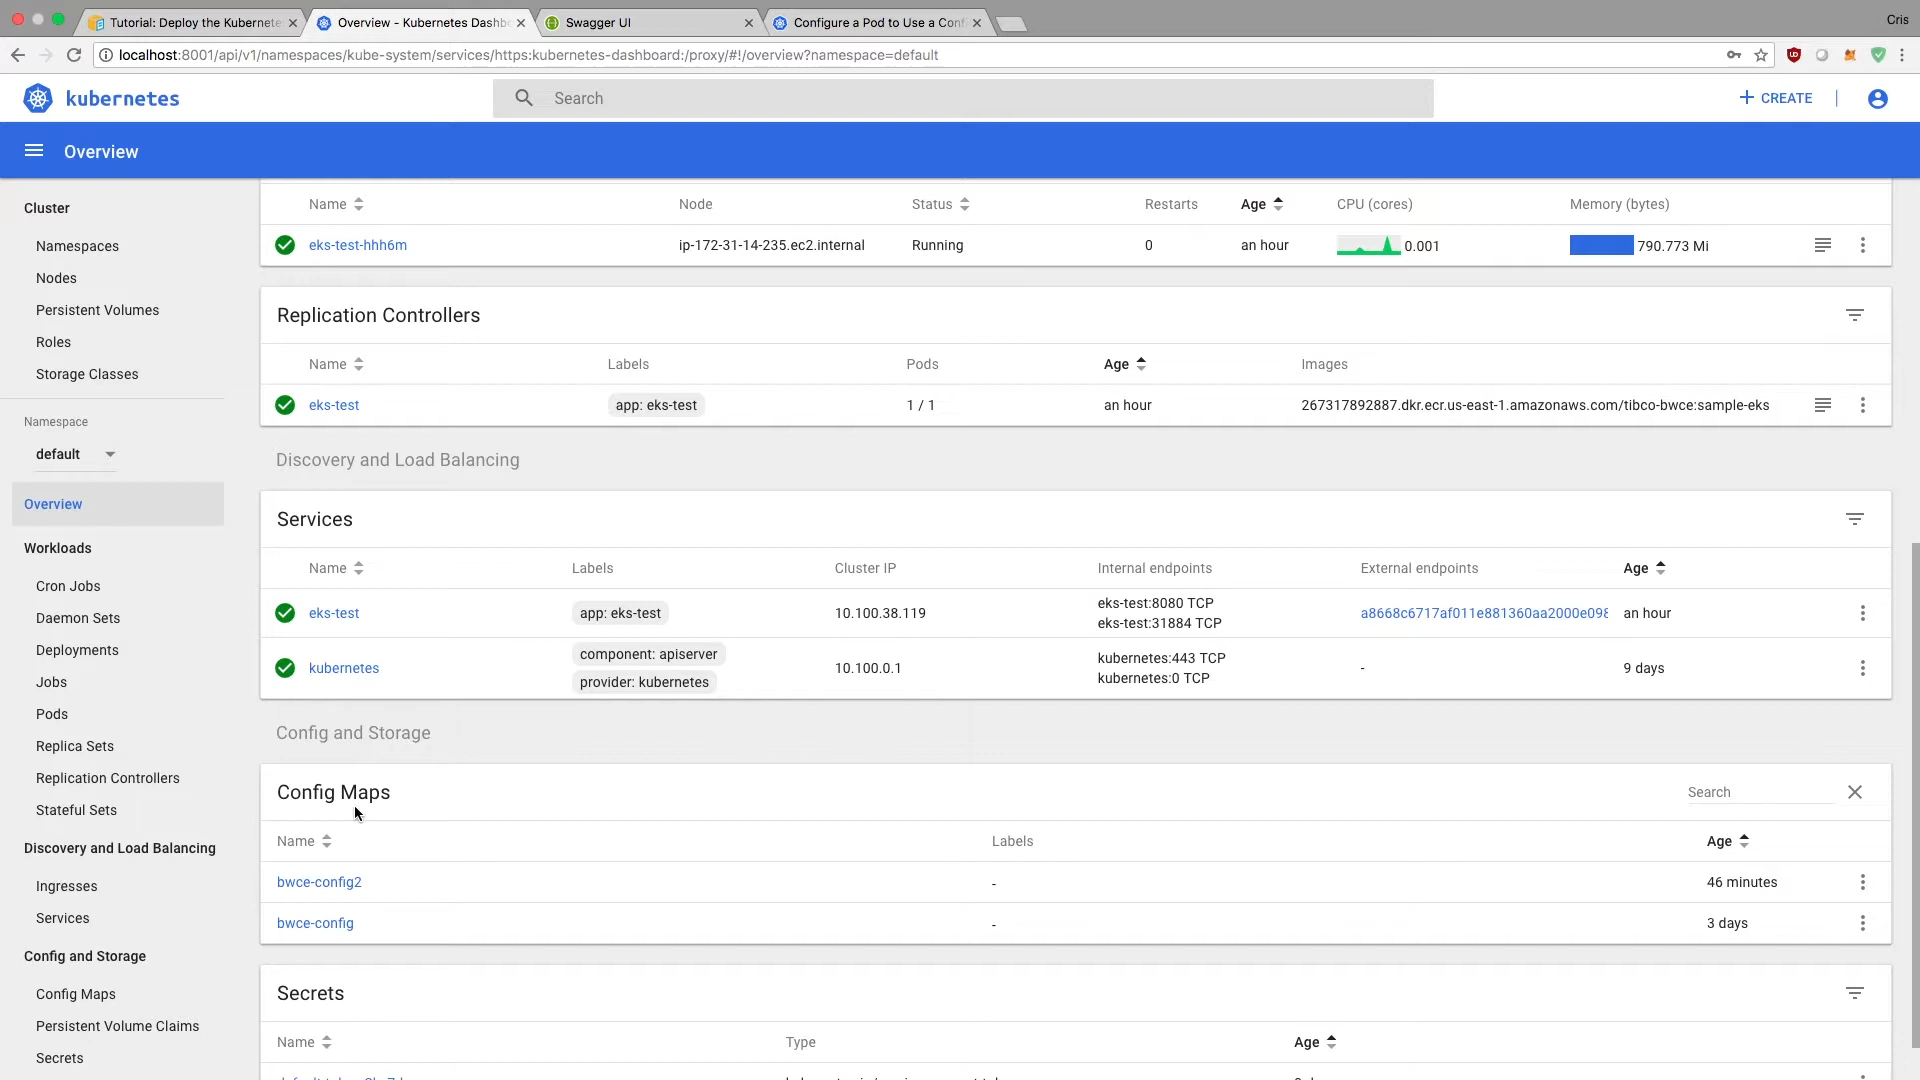 Tutorial: Deploy the Kubernete
Overview - Kubernetes Dashb
Swagger UI
Configure a Pod to Use a Conf
Cris
localhost:8001/api/v1/namespaces/kube-system/services/https:kubernetes-dashboard:/proxy/#!/overview?namespace=default
kubernetes
Search
CREATE
Overview
Cluster
Namespaces
Nodes
Persistent Volumes
Roles
Storage Classes
Namespace
default
Overview
Workloads
Cron Jobs
Daemon Sets
Deployments
Jobs
Pods
Replica Sets
Replication Controllers
Stateful Sets
Discovery and Load Balancing
Ingresses
Services
Config and Storage
Config Maps
Persistent Volume Claims
Secrets
Name Node Status Restarts Age CPU (cores) Memory (bytes)
eks-test-hhh6m ip-172-31-14-235.ec2.internal Running 0 an hour 0.001 790.773 Mi
Replication Controllers
Name Labels Pods Age Images
eks-test app: eks-test 1 / 1 an hour 267317892887.dkr.ecr.us-east-1.amazonaws.com/tibco-bwce:sample-eks
Discovery and Load Balancing
Services
Name Labels Cluster IP Internal endpoints External endpoints Age
eks-test app: eks-test 10.100.38.119 eks-test:8080 TCP a8668c6717af011e881360aa2000e098 an hour
eks-test:31884 TCP
kubernetes component: apiserver 10.100.0.1 kubernetes:443 TCP - 9 days
provider: kubernetes kubernetes:0 TCP
Config and Storage
Config Maps Search
Name Labels Age
bwce-config2 - 46 minutes
bwce-config - 3 days
Secrets
Name Type Age